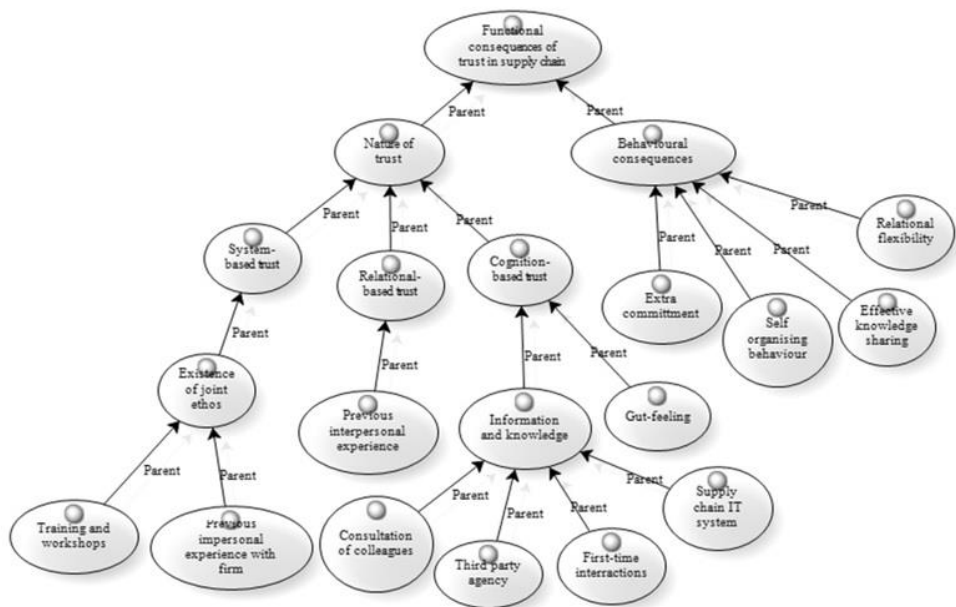 Functional
consequences of
trust in supply chain
Parent
Parent
Nature of
trust
Behavioural
consequences
Parent
Parent
Parent
Parent
Parent
Parent
Parent
System-
based trust
Relational-
based trust
Cognition-
based trust
Extra
committment
Self
organising
behaviour
Effective
knowledge
sharing
Relational
flexibility
Parent
Parent
Parent
Parent
Existence
of joint
ethos
Previous
interpersonal
experience
Information
and knowledge
Gut-feeling
Parent
Parent
Parent
Parent
Parent
Parent
Training and
workshops
Previous
impersonal
experience with
firm
Consultation
of colleagues
Third party
agency
First-time
interractions
Supply
chain IT
system